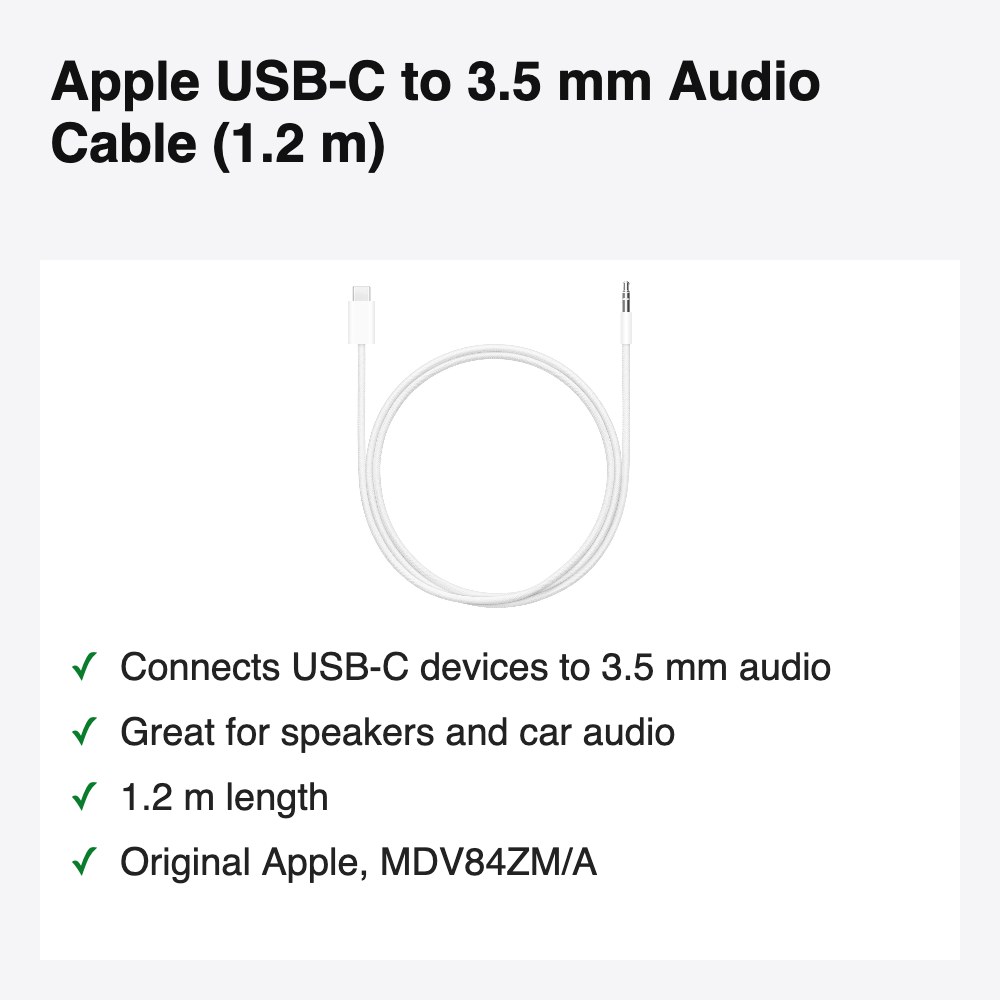 Apple USB-C to 3.5 mm Audio
Cable (1.2 m)
✓ Connects USB-C devices to 3.5 mm audio
✓ Great for speakers and car audio
✓ 1.2 m length
✓ Original Apple, MDV84ZM/A